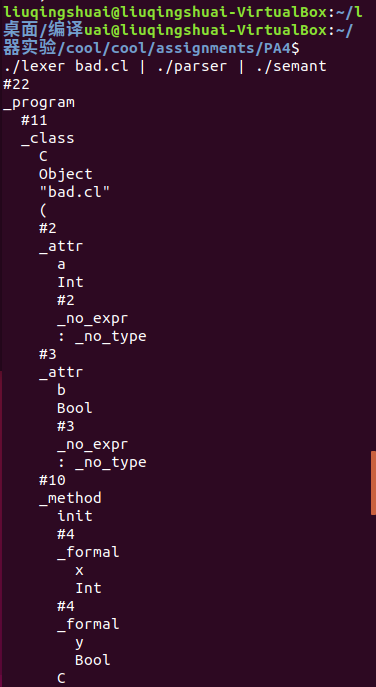 liuqingshuai@liuqingshuai-VirtualBox:~/l
桌面/编译uai@liuqingshuai-VirtualBox:~/
器实验/cool/cool/assignments/PA4$
./lexer bad.cl | ./parser | ./semant
#22
_program
  #11
  _class
    C
    Object
    "bad.cl"
    (
    #2
    _attr
      a
      Int
      #2
      _no_expr
      : _no_type
    #3
    _attr
      b
      Bool
      #3
      _no_expr
      : _no_type
    #10
    _method
      init
      #4
      _formal
        x
        Int
      #4
      _formal
        y
        Bool
      C